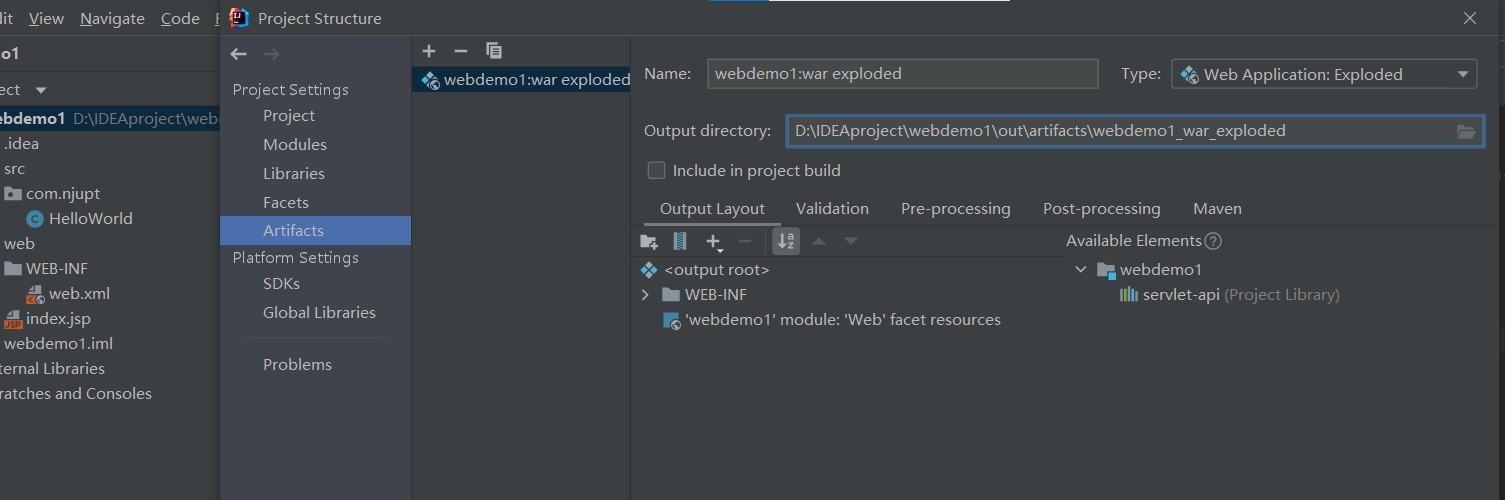 dit View Navigate Code F
Project Structure
o1
ect
ebdemo1 D:\IDEAproject\web
.idea
src
com.njupt
HelloWorld
web
WEB-INF
web.xml
index.jsp
webdemo1.iml
ternal Libraries
ratches and Consoles
Project Settings
Project
Modules
Libraries
Facets
Artifacts
Platform Settings
SDKs
Global Libraries
Problems
webdemo1:war exploded
Name: webdemo1:war exploded
Type: Web Application: Exploded
Output directory: D:\IDEAproject\webdemo1\out\artifacts\webdemo1_war_exploded
Include in project build
Output Layout Validation Pre-processing Post-processing Maven
Available Elements
<output root>
WEB-INF
'webdemo1' module: 'Web' facet resources
webdemo1
servlet-api (Project Library)